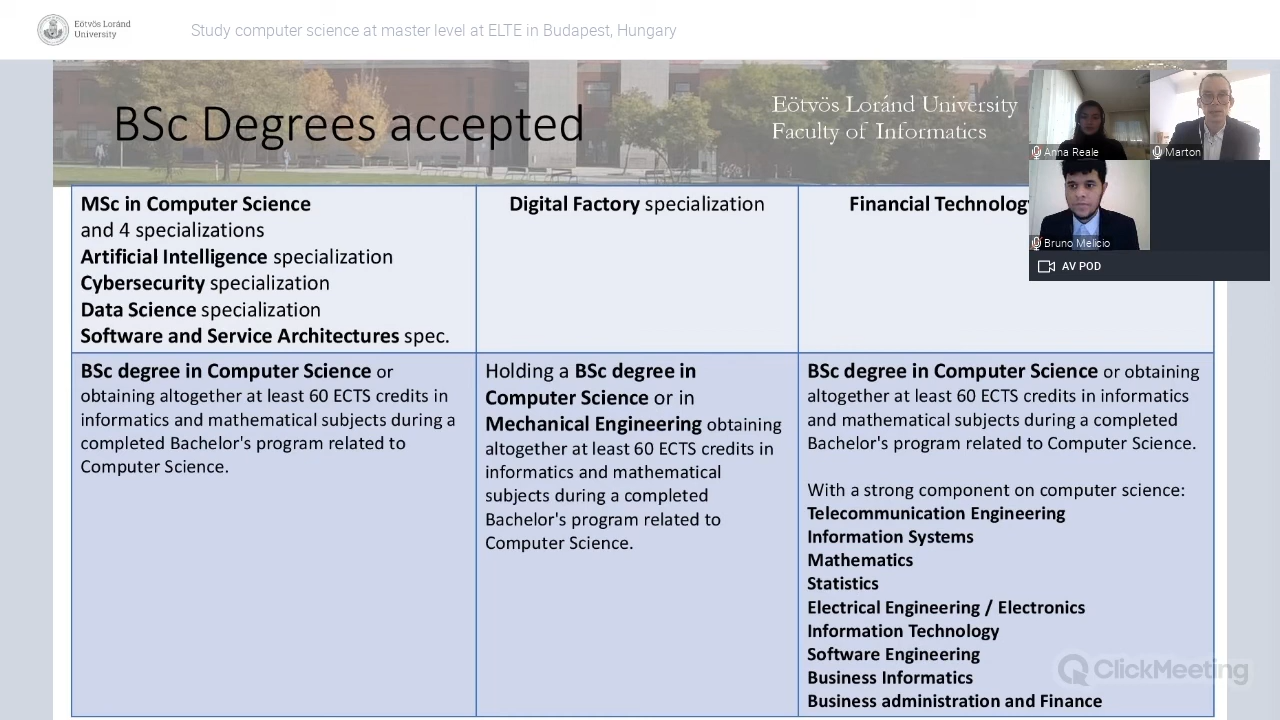 Eötvös Loránd
University
Study computer science at master level at ELTE in Budapest, Hungary
BSc Degrees accepted
Eötvös Loránd University
Faculty of Informatics
Anna Reale
Marton
Bruno Melicio
AV POD
MSc in Computer Science
and 4 specializations
Artificial Intelligence specialization
Cybersecurity specialization
Data Science specialization
Software and Service Architectures spec.
Digital Factory specialization
Financial Technology
BSc degree in Computer Science or
obtaining altogether at least 60 ECTS credits in
informatics and mathematical subjects during a
completed Bachelor's program related to
Computer Science.
Holding a BSc degree in
Computer Science or in
Mechanical Engineering obtaining
altogether at least 60 ECTS credits in
informatics and mathematical
subjects during a completed
Bachelor's program related to
Computer Science.
BSc degree in Computer Science or obtaining
altogether at least 60 ECTS credits in informatics
and mathematical subjects during a completed
Bachelor's program related to Computer Science.
With a strong component on computer science:
Telecommunication Engineering
Information Systems
Mathematics
Statistics
Electrical Engineering / Electronics
Information Technology
Software Engineering
Business Informatics
Business administration and Finance
ClickMeeting